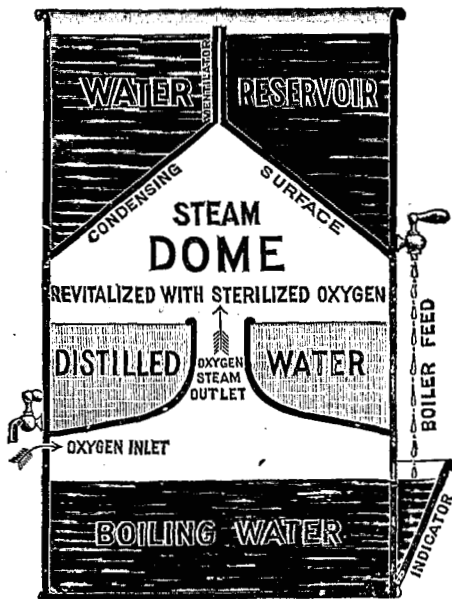 WATER RESERVOIR
VENTILATOR
CONDENSING SURFACE
STEAM
DOME
REVITALIZED WITH STERILIZED OXYGEN
DISTILLED WATER
OXYGEN
STEAM
OUTLET
BOILER FEED
OXYGEN INLET
BOILING WATER
INDICATOR